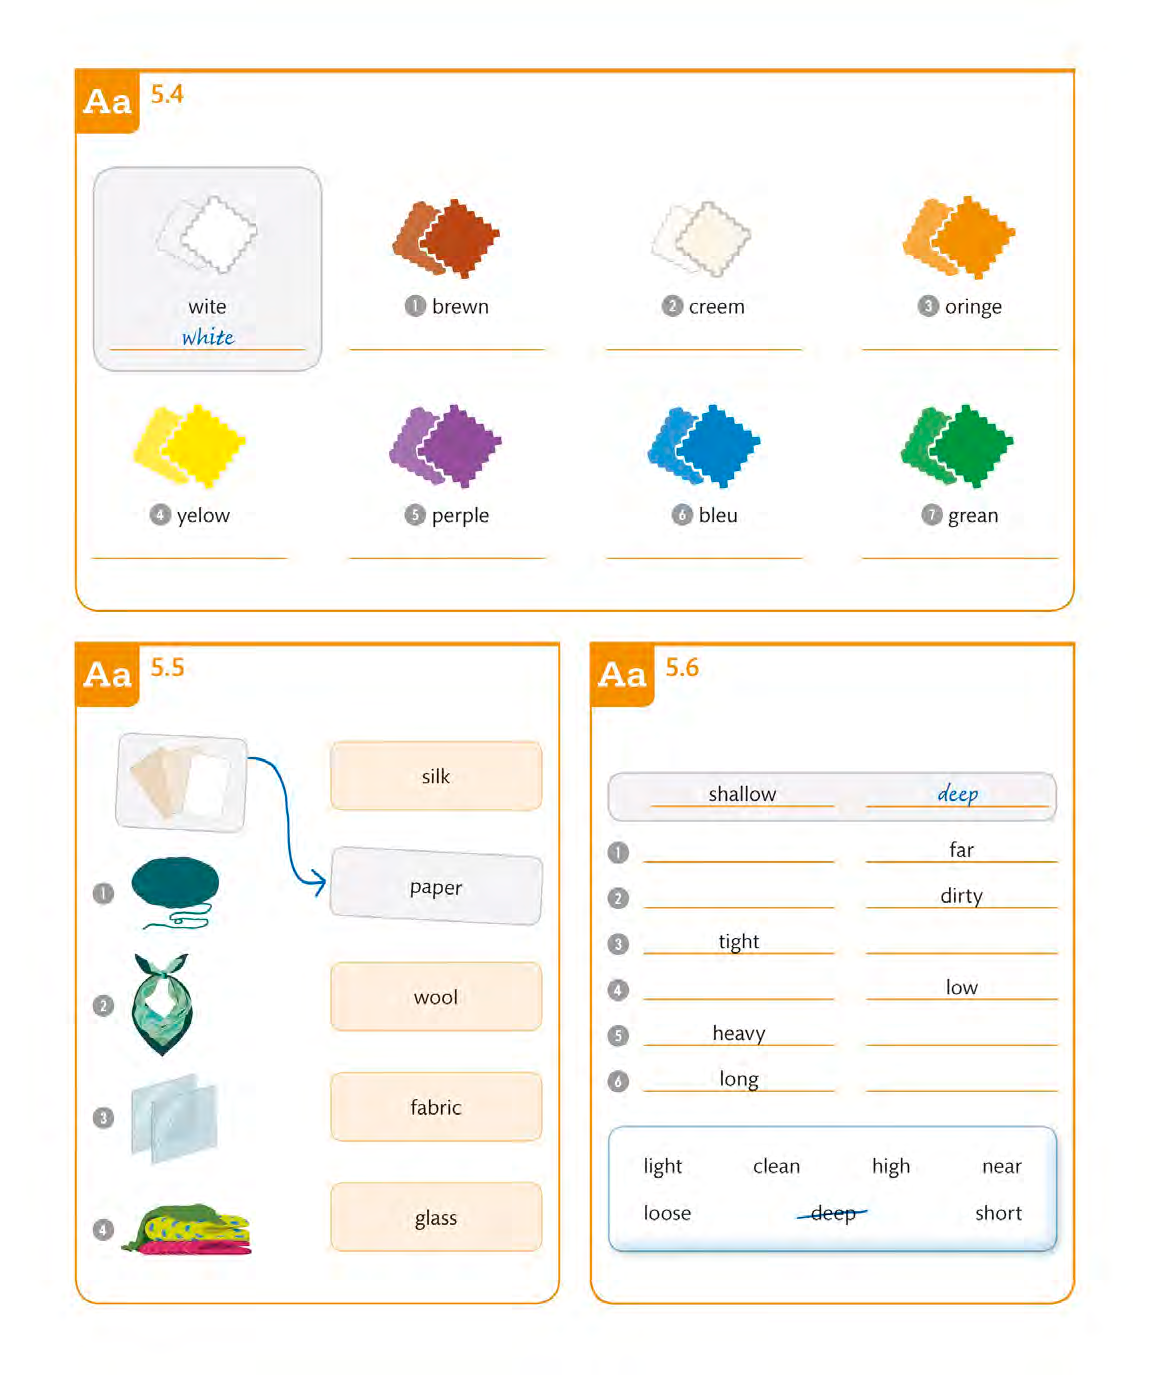 Aa 5.4
wite
white
1 brewn
2 creem
3 oringe
4 yelow
5 perple
6 bleu
7 grean
Aa 5.5
silk
paper
1
wool
2
fabric
3
glass
4
Aa 5.6
shallow deep
1 far
2 dirty
3 tight
4 low
5 heavy
6 long
light clean high near
loose deep short